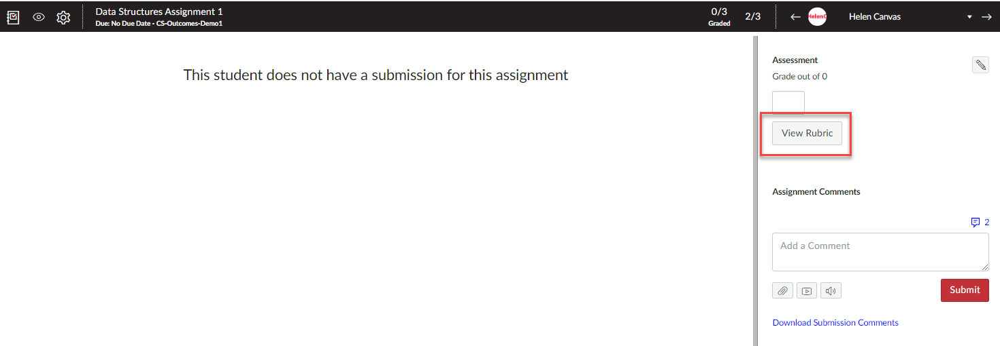 Data Structures Assignment 1
Due: No Due Date - CS-Outcomes-Demo1
0/3
Graded
2/3
HelenC
Helen Canvas
This student does not have a submission for this assignment
Assessment
Grade out of 0
View Rubric
Assignment Comments
2
Add a Comment
Submit
Download Submission Comments